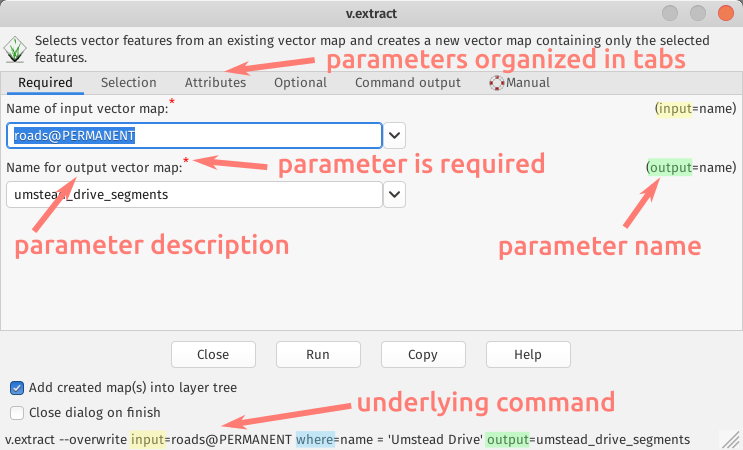 v.extract
Selects vector features from an existing vector map and creates a new vector map containing only the selected
features.
parameters organized in tabs
Required Selection Attributes Optional Command output Manual
Name of input vector map:* (input=name)
roads@PERMANENT
Name for output vector map:* parameter is required (output=name)
umstead_drive_segments
parameter description parameter name
Close Run Copy Help
Add created map(s) into layer tree
Close dialog on finish
underlying command
v.extract --overwrite input=roads@PERMANENT where=name = 'Umstead Drive' output=umstead_drive_segments